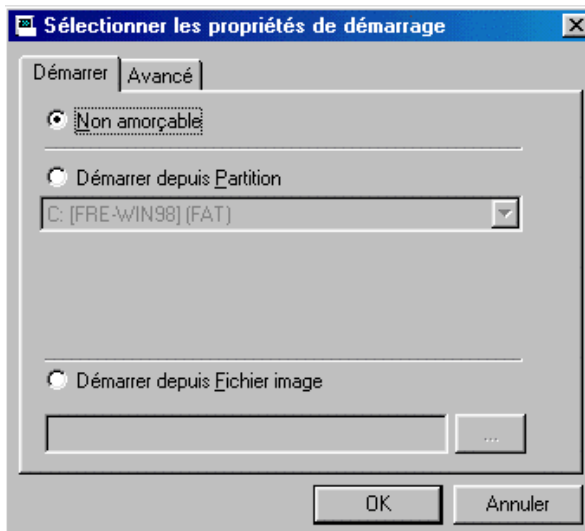 Sélectionner les propriétés de démarrage
Démarrer Avancé
Non amorçable
Démarrer depuis Partition
C: [FRE-WIN98] (FAT)
Démarrer depuis Fichier image
...
OK Annuler